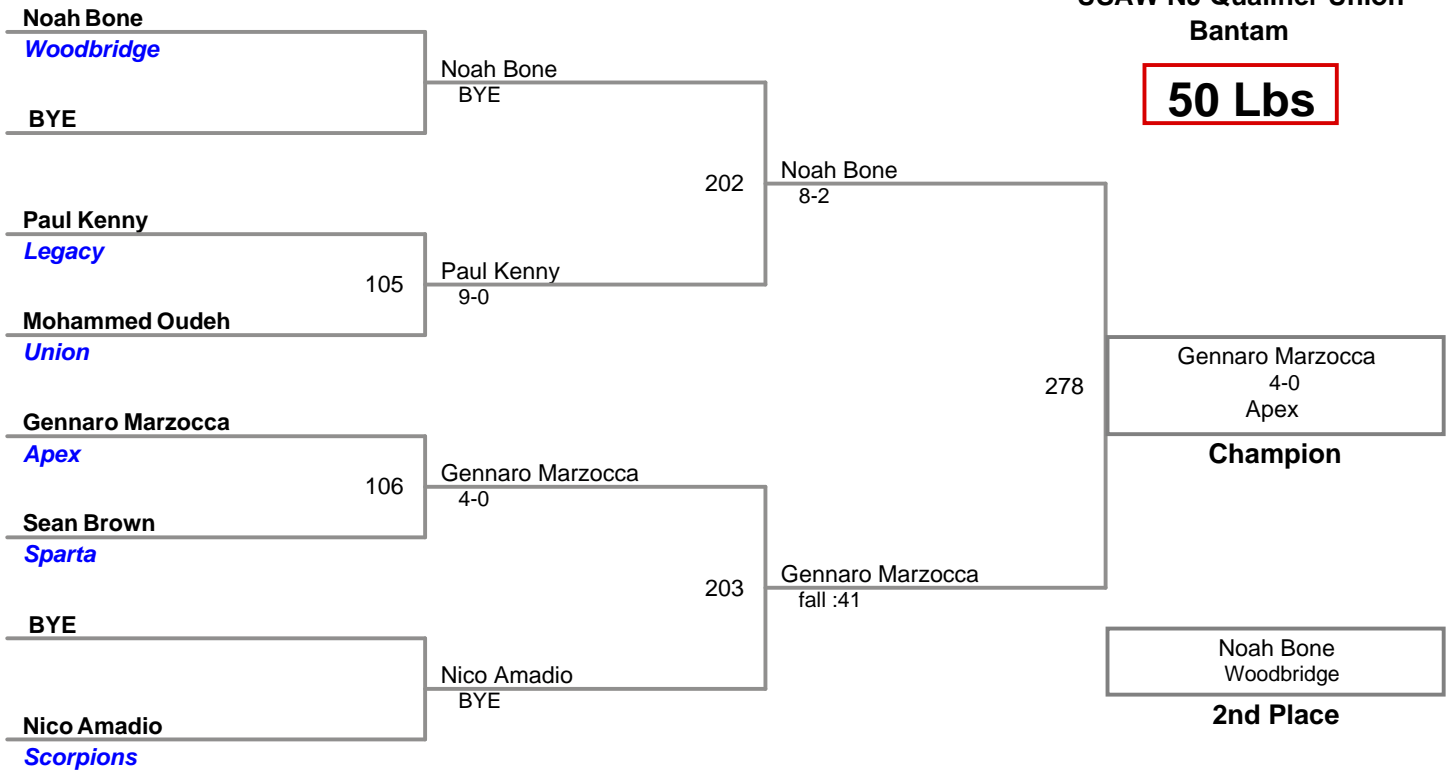 Bantam
50 Lbs
Noah Bone
Woodbridge
BYE
Noah Bone
BYE
Paul Kenny
Legacy
105
Mohammed Oudeh
Union
Paul Kenny
9-0
202
Noah Bone
8-2
Gennaro Marzocca
Apex
106
Sean Brown
Sparta
Gennaro Marzocca
4-0
BYE
Nico Amadio
Scorpions
Nico Amadio
BYE
203
Gennaro Marzocca
fall :41
278
Gennaro Marzocca
4-0
Apex
Champion
Noah Bone
Woodbridge
2nd Place